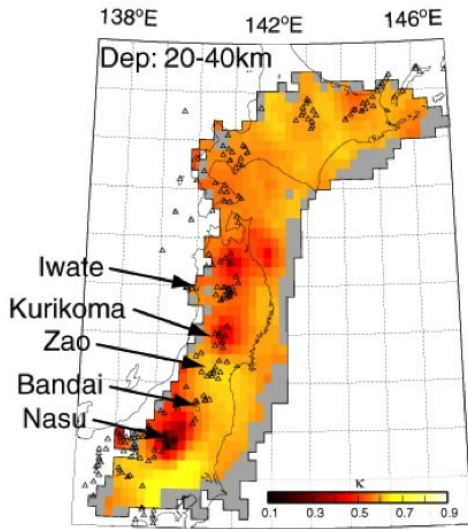 138°E 142°E 146°E
Dep: 20-40km
Iwate
Kurikoma
Zao
Bandai
Nasu
κ
0.1 0.3 0.5 0.7 0.9